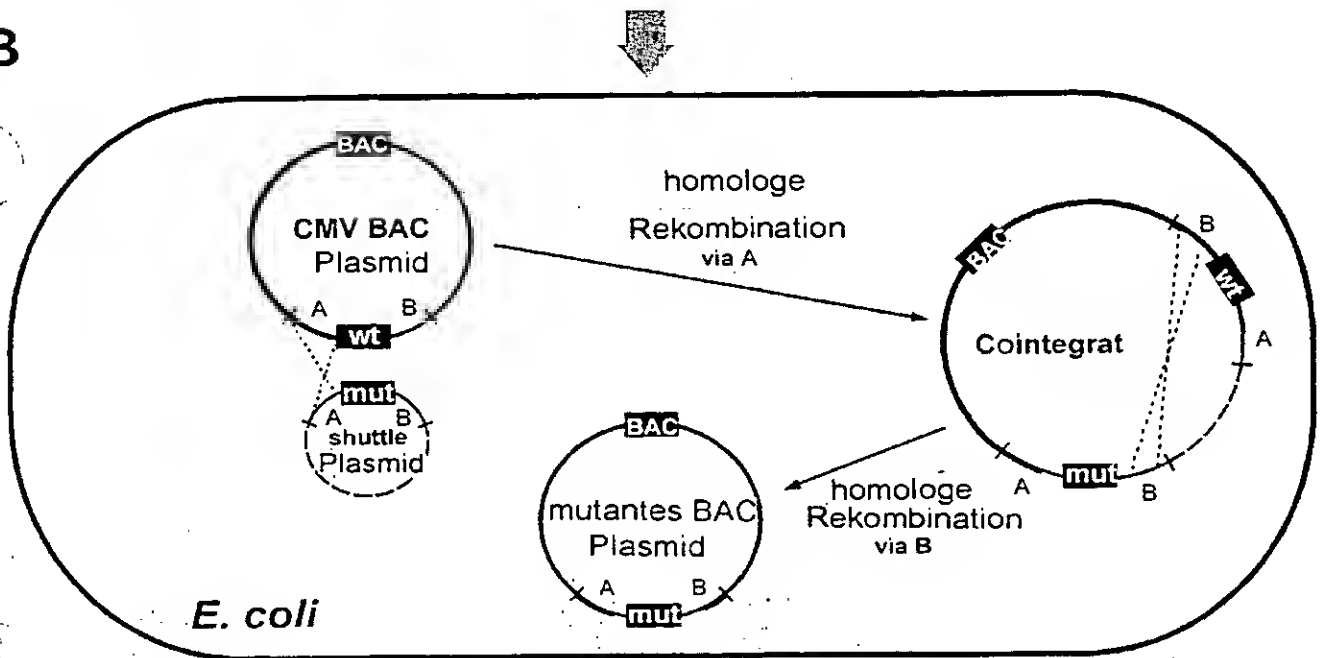 B
BAC
CMV BAC
Plasmid
A
B
wt
mut
A
B
shuttle
Plasmid
homologe
Rekombination
via A
BAC
B
wt
A
Cointegrat
A
mut
B
homologe
Rekombination
via B
BAC
mutantes BAC
Plasmid
A
B
mut
E. coli